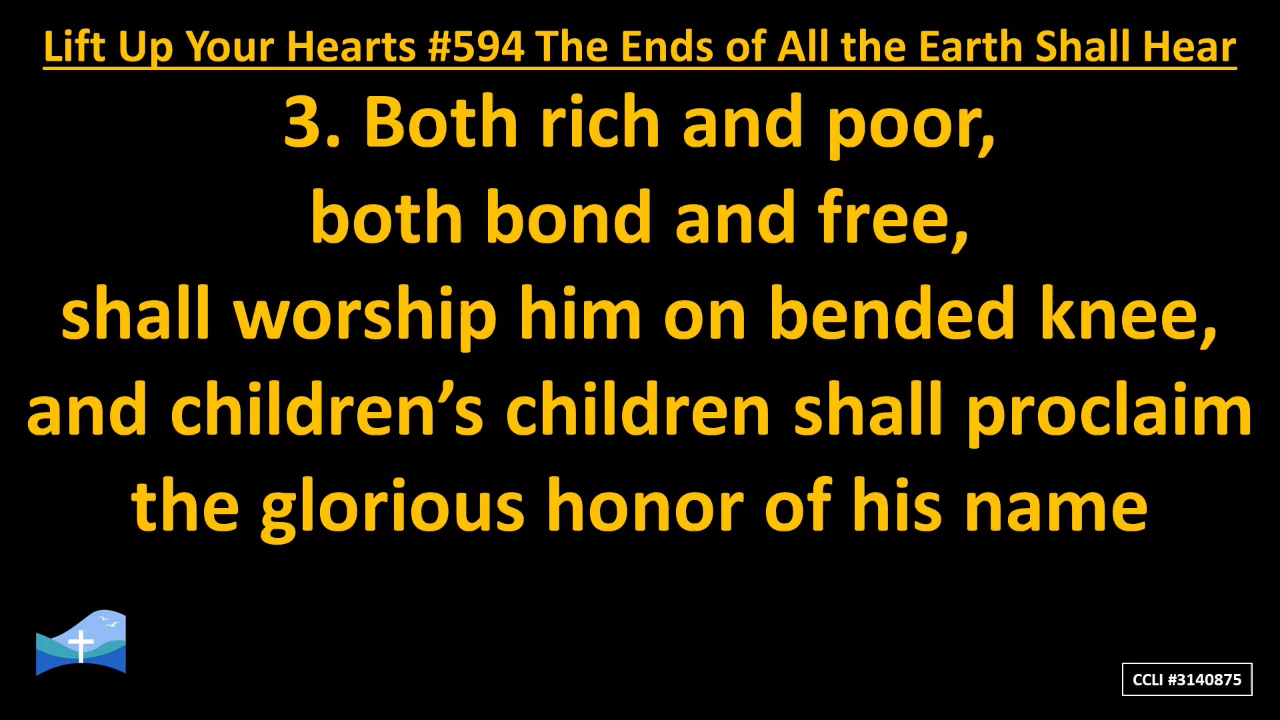 Lift Up Your Hearts #594 The Ends of All the Earth Shall Hear
3. Both rich and poor,
both bond and free,
shall worship him on bended knee,
and children’s children shall proclaim
the glorious honor of his name
CCLI #3140875